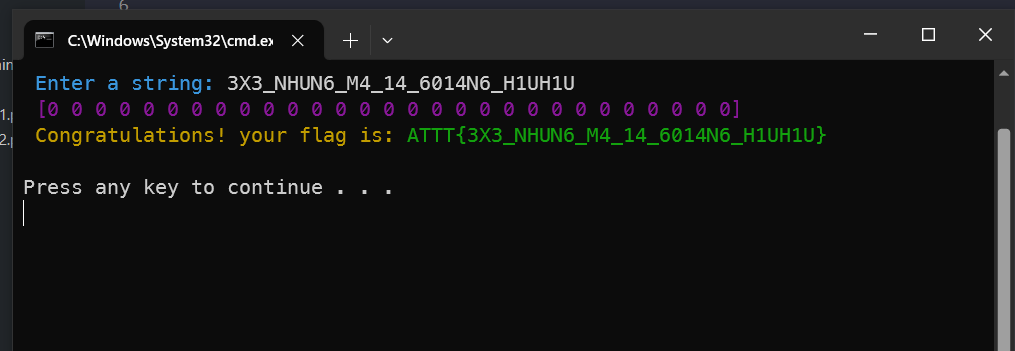 6
C:\Windows\System32\cmd.ex
Enter a string: 3X3_NHUN6_M4_14_6014N6_H1UH1U
[0 0 0 0 0 0 0 0 0 0 0 0 0 0 0 0 0 0 0 0 0 0 0 0 0 0 0 0 0]
Congratulations! your flag is: ATTT{3X3_NHUN6_M4_14_6014N6_H1UH1U}
Press any key to continue . . .